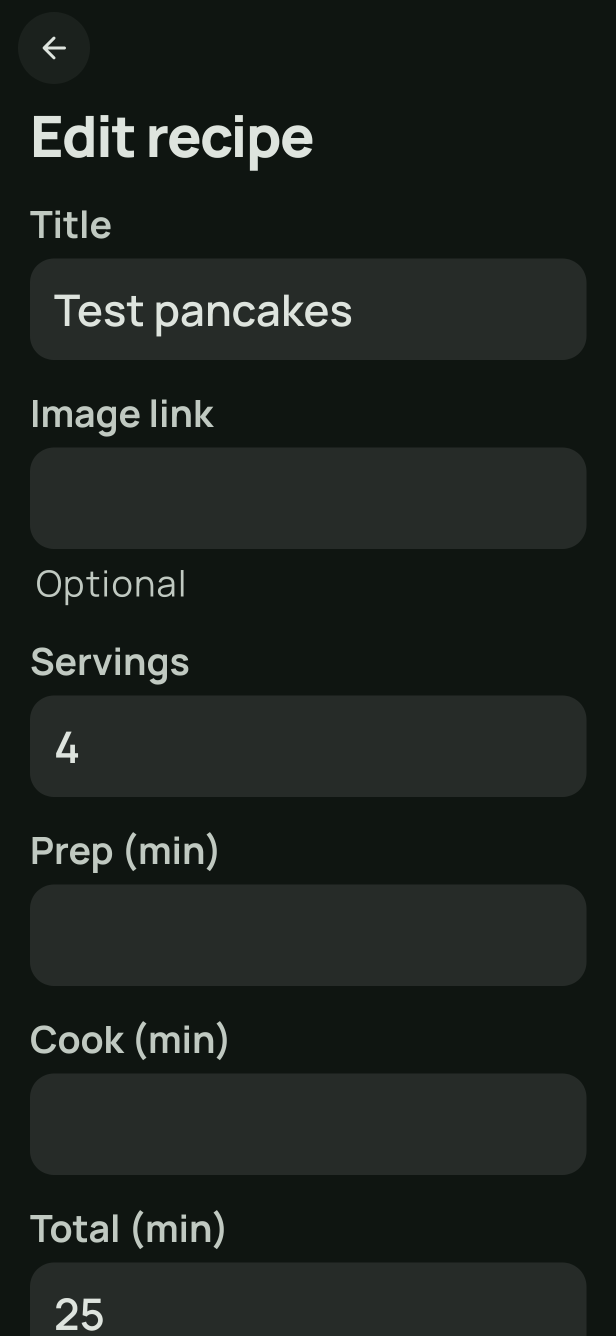 Edit recipe
Title
Test pancakes
Image link
Optional
Servings
4
Prep (min)
Cook (min)
Total (min)
25